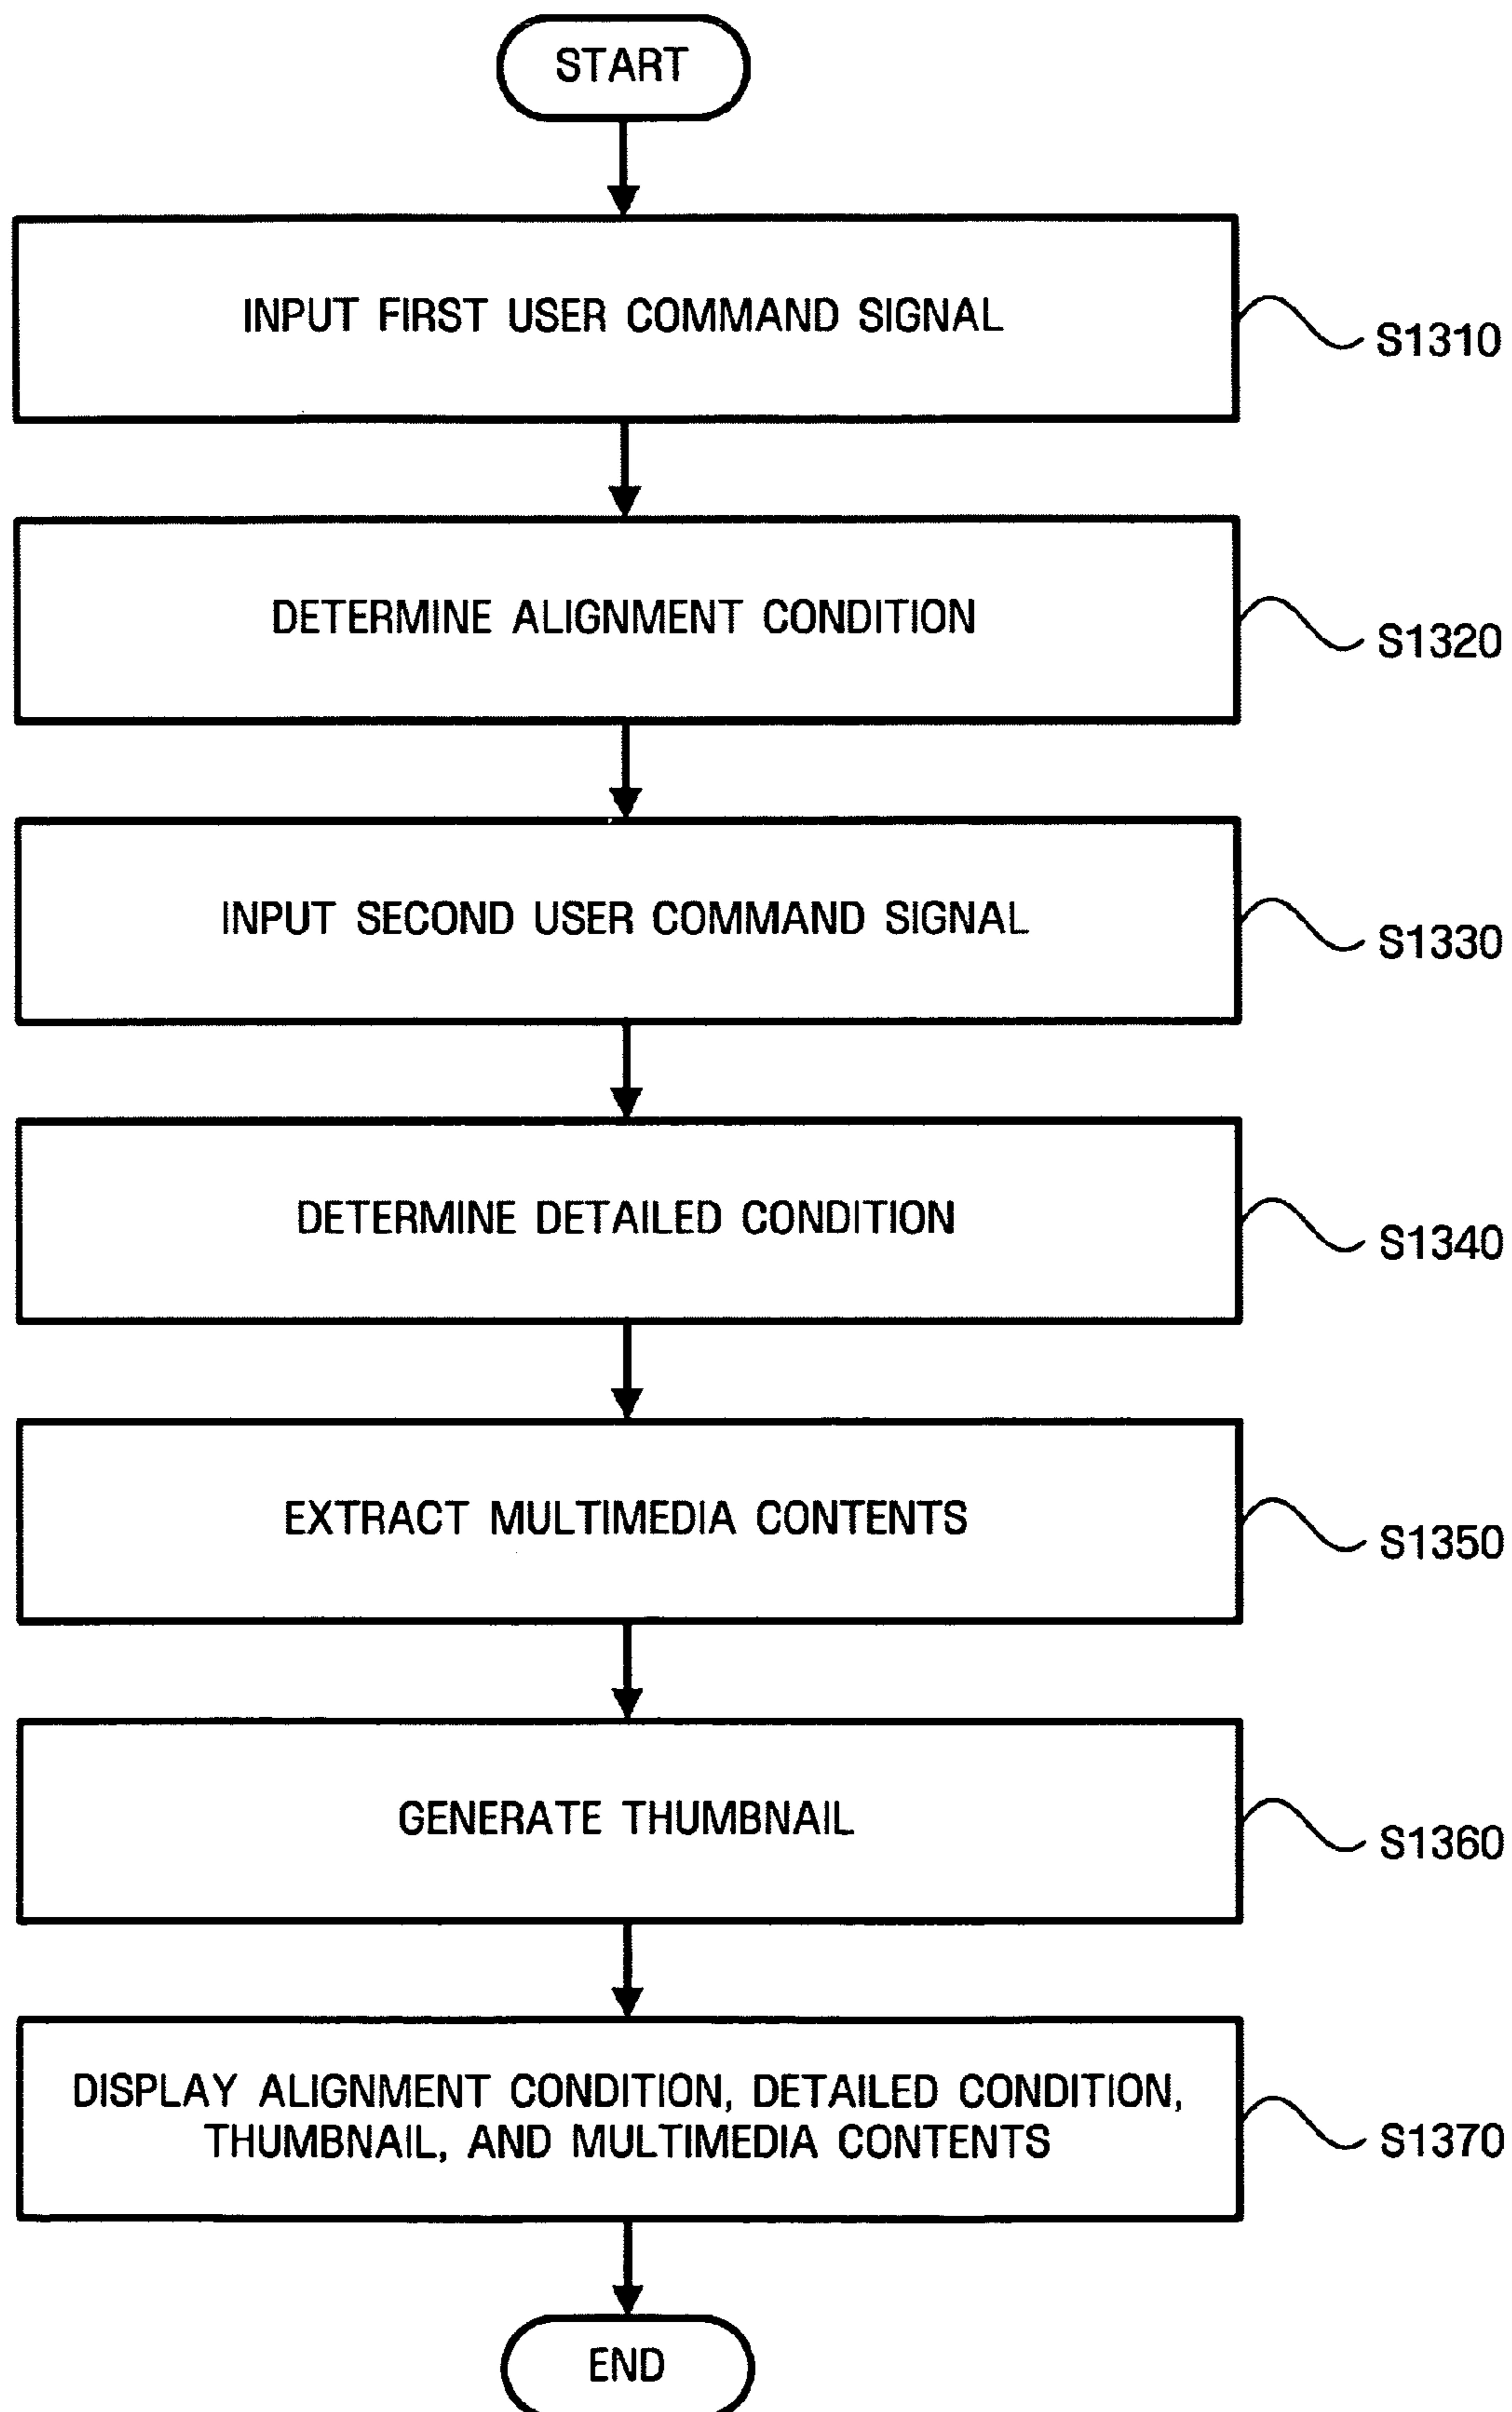 START
INPUT FIRST USER COMMAND SIGNAL
S1310
DETERMINE ALIGNMENT CONDITION
S1320
INPUT SECOND USER COMMAND SIGNAL
S1330
DETERMINE DETAILED CONDITION
S1340
EXTRACT MULTIMEDIA CONTENTS
S1350
GENERATE THUMBNAIL
S1360
DISPLAY ALIGNMENT CONDITION, DETAILED CONDITION,
THUMBNAIL, AND MULTIMEDIA CONTENTS
S1370
END